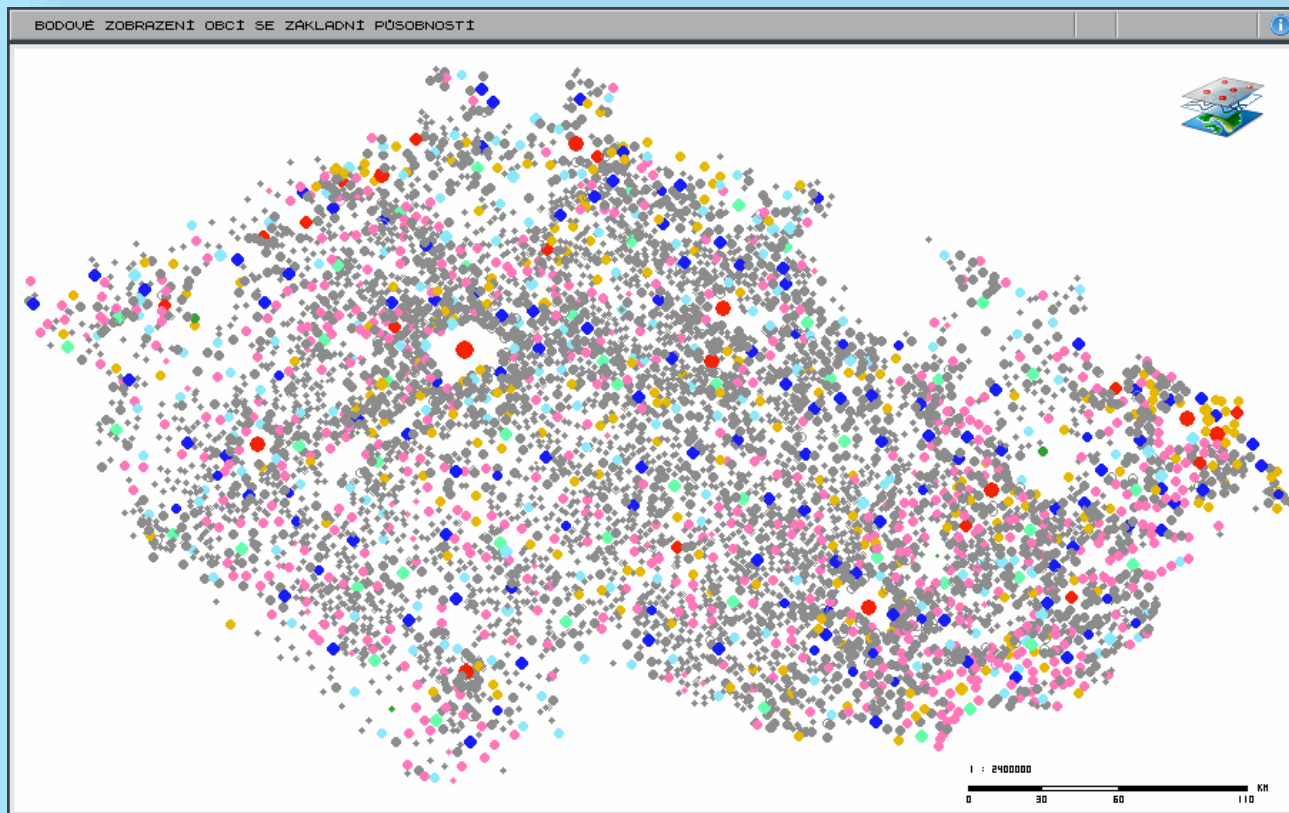 BODOVÉ ZOBRAZENÍ OBCÍ SE ZÁKLADNÍ PŮSOBNOSTÍ
1 : 2400000
KM
0 30 60 110